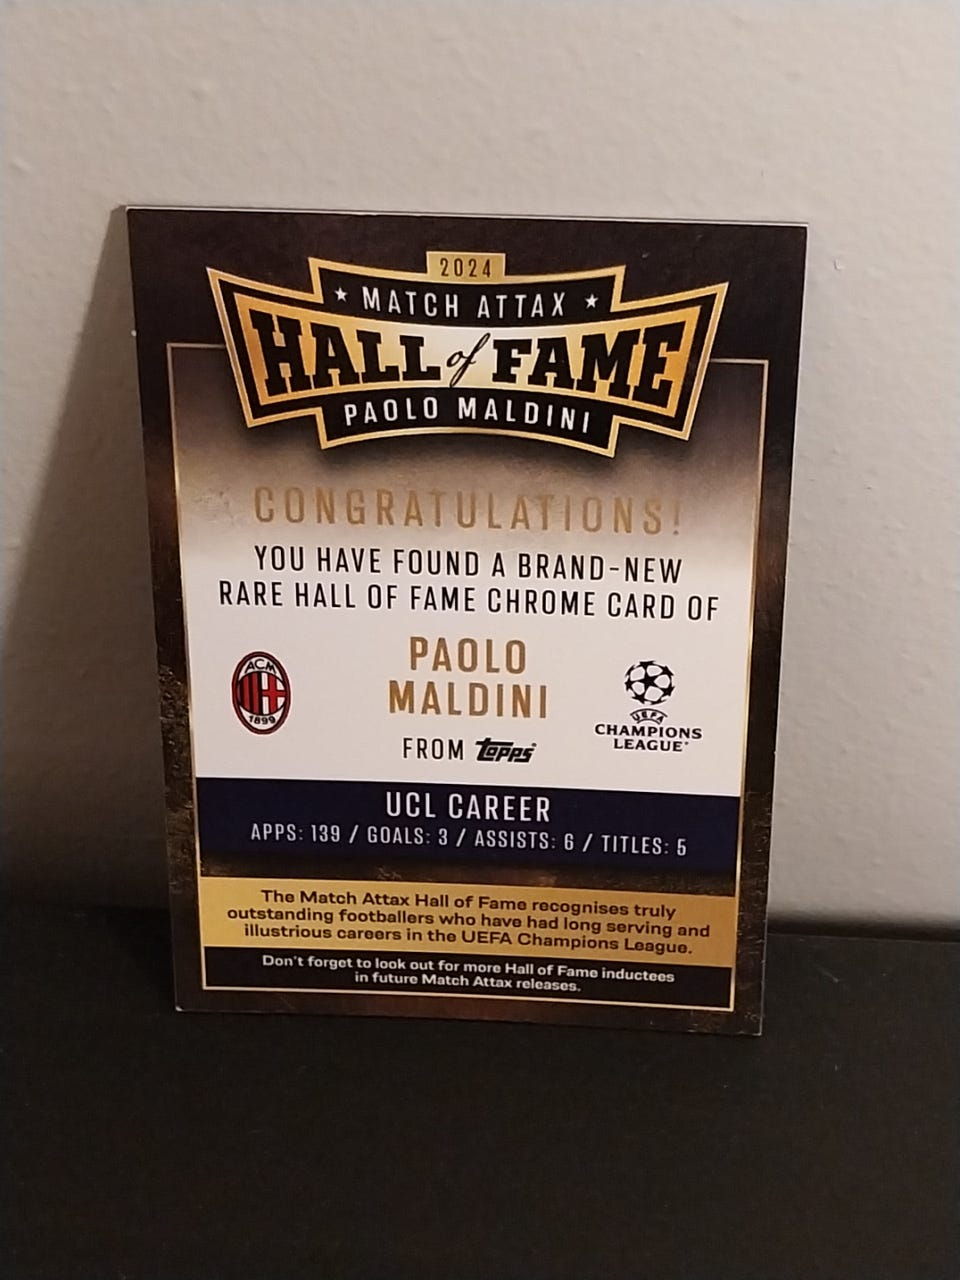 2024
★ MATCH ATTAX ★
HALL of FAME
PAOLO MALDINI
CONGRATULATIONS!
YOU HAVE FOUND A BRAND-NEW
RARE HALL OF FAME CHROME CARD OF
PAOLO
MALDINI
FROM topps
ACM
1899
UEFA
CHAMPIONS
LEAGUE®
UCL CAREER
APPS: 139 / GOALS: 3 / ASSISTS: 6 / TITLES: 5
The Match Attax Hall of Fame recognises truly
outstanding footballers who have had long serving and
illustrious careers in the UEFA Champions League.
Don't forget to look out for more Hall of Fame inductees
in future Match Attax releases.